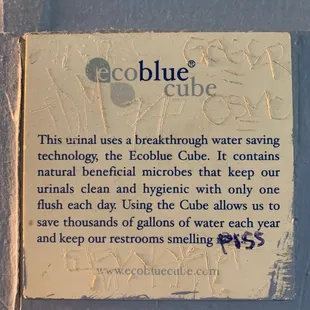 ecoblue®
cube
This urinal uses a breakthrough water saving
technology, the Ecoblue Cube. It contains
natural beneficial microbes that keep our
urinals clean and hygienic with only one
flush each day. Using the Cube allows us to
save thousands of gallons of water each year
and keep our restrooms smelling PISS
www.ecobluecube.com